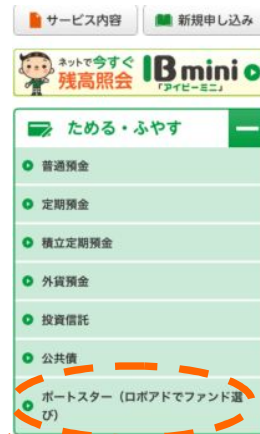 サービス内容
新規申し込み
ネットで今すぐ
残高照会
IB mini
「アイビーミニ」
ためる・ふやす
普通預金
定期預金
積立定期預金
外貨預金
投資信託
公共債
ポートスター（ロボアドでファンド選
び）